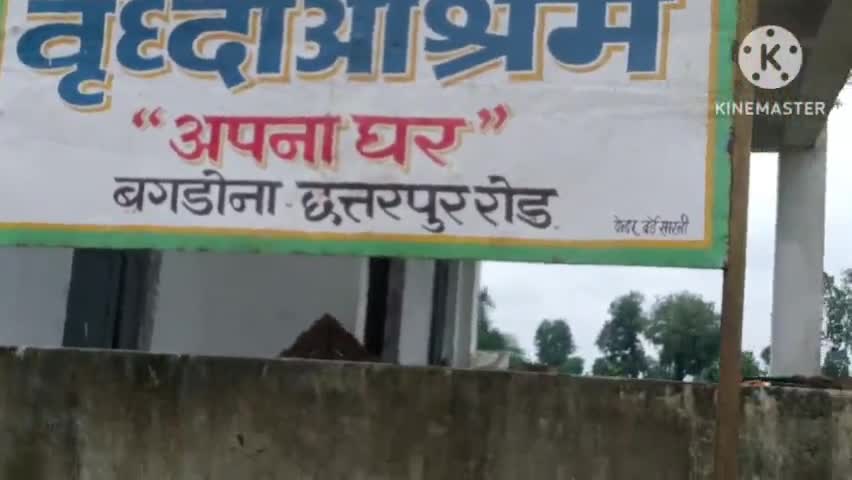 वृध्दाआश्रम
"अपना घर"
बगडोना - छत्तरपुर रोड
KINEMASTER